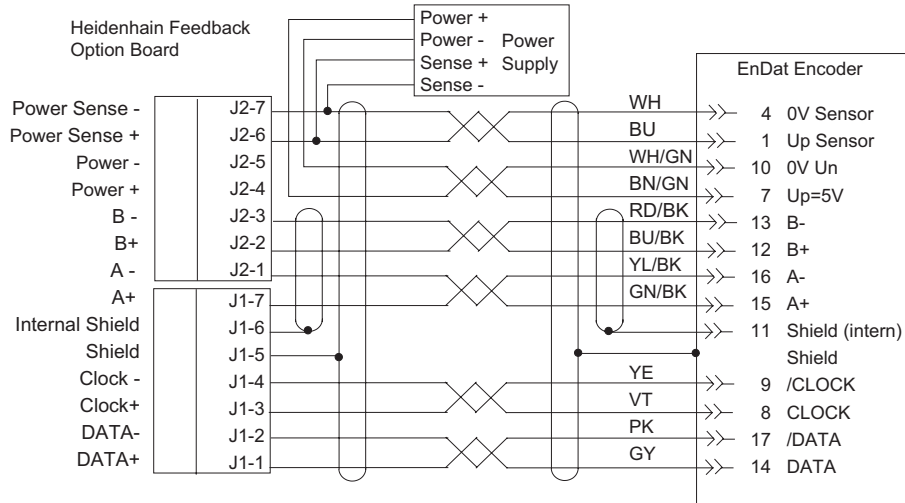 Heidenhain Feedback
Option Board
Power +
Power -
Sense +
Sense -
Power
Supply
EnDat Encoder
Power Sense - J2-7 WH 4 0V Sensor
Power Sense + J2-6 BU 1 Up Sensor
Power - J2-5 WH/GN 10 0V Un
Power + J2-4 BN/GN 7 Up=5V
B - J2-3 RD/BK 13 B-
B+ J2-2 BU/BK 12 B+
A - J2-1 YL/BK 16 A-
A+ J1-7 GN/BK 15 A+
Internal Shield J1-6 11 Shield (intern)
Shield J1-5 Shield
Clock - J1-4 YE 9 /CLOCK
Clock+ J1-3 VT 8 CLOCK
DATA- J1-2 PK 17 /DATA
DATA+ J1-1 GY 14 DATA